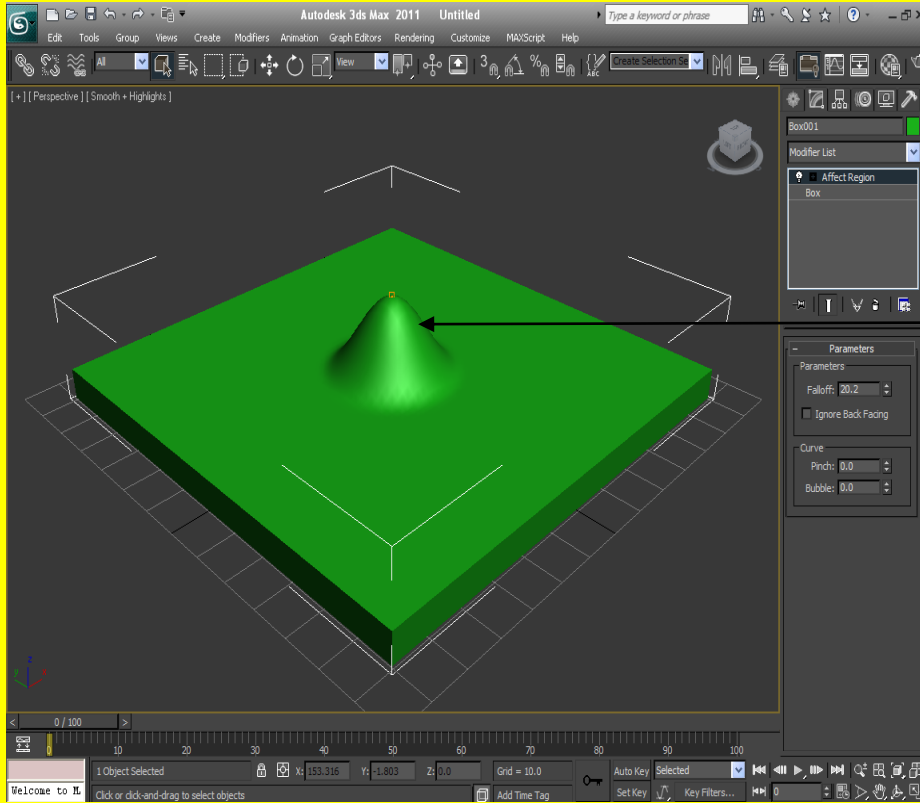 Autodesk 3ds Max 2011 Untitled
Type a keyword or phrase
Edit Tools Group Views Create Modifiers Animation Graph Editors Rendering Customize MAXScript Help
All View Create Selection Se
[ + ] [ Perspective ] [ Smooth + Highlights ]
Box001
Modifier List
Affect Region
Box
Parameters
Parameters
Falloff: 20.2
Ignore Back Facing
Curve
Pinch: 0.0
Bubble: 0.0
z
y
0 / 100
0 10 20 30 40 50 60 70 80 90 100
1 Object Selected X: 153.316 Y: -1.803 Z: 0.0 Grid = 10.0 Auto Key Selected
Welcome to M Click or click-and-drag to select objects Add Time Tag Set Key Key Filters... 0